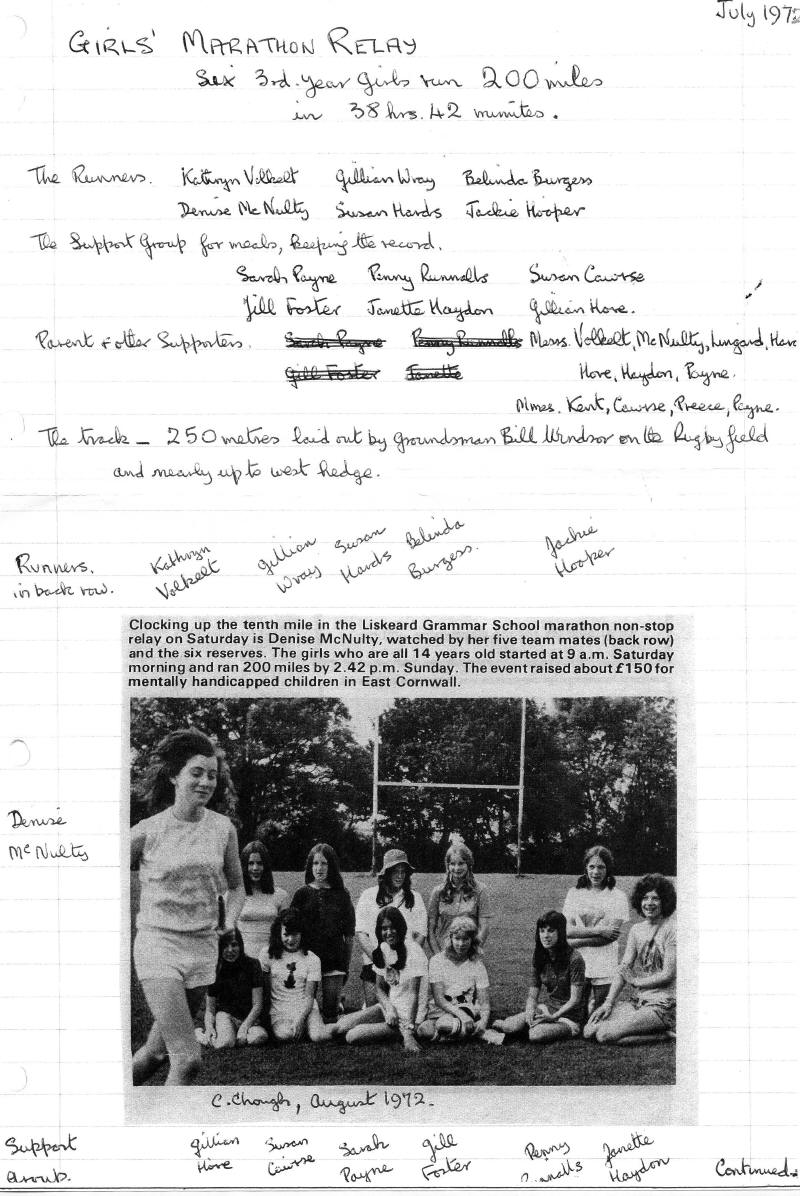 July 197
GIRLS' MARATHON RELAY
Six 3rd. year girls run 200 miles
in 38 hrs. 42 minutes.
The Runners. Kathryn Volkelt Gillian Wray Belinda Burgess
Denise McNulty Susan Hards Jackie Hooper
The Support Group for meals, keeping the record.
Sarah Payne Penny Runnalls Susan Cawrse
Jill Foster Janette Haydon Gillian Hore.
Parent & other Supporters. Sarah Payne Penny Runnalls Messs. Volkelt, McNulty, Lungard,
Gill Foster Janette Hore, Haydon, Payne.
Mmes. Kent, Cawrse, Preece, Payne.
The track – 250 metres laid out by groundsman Bill Windsor on the Rugby field
and nearly up to west hedge.
Runners. Kathryn Volkelt Gillian Wray Susan Hards Belinda Burgess. Jackie Hooper
in back row.
Clocking up the tenth mile in the Liskeard Grammar School marathon non-stop
relay on Saturday is Denise McNulty, watched by her five team mates (back row)
and the six reserves. The girls who are all 14 years old started at 9 a.m. Saturday
morning and ran 200 miles by 2.42 p.m. Sunday. The event raised about £150 for
mentally handicapped children in East Cornwall.
Denise
McNulty
C. Chough, August 1972.
Support Gillian Susan Sarah Gill Penny Janette
Group. Hore Cawrse Payne Foster Runnalls Haydon Continued.